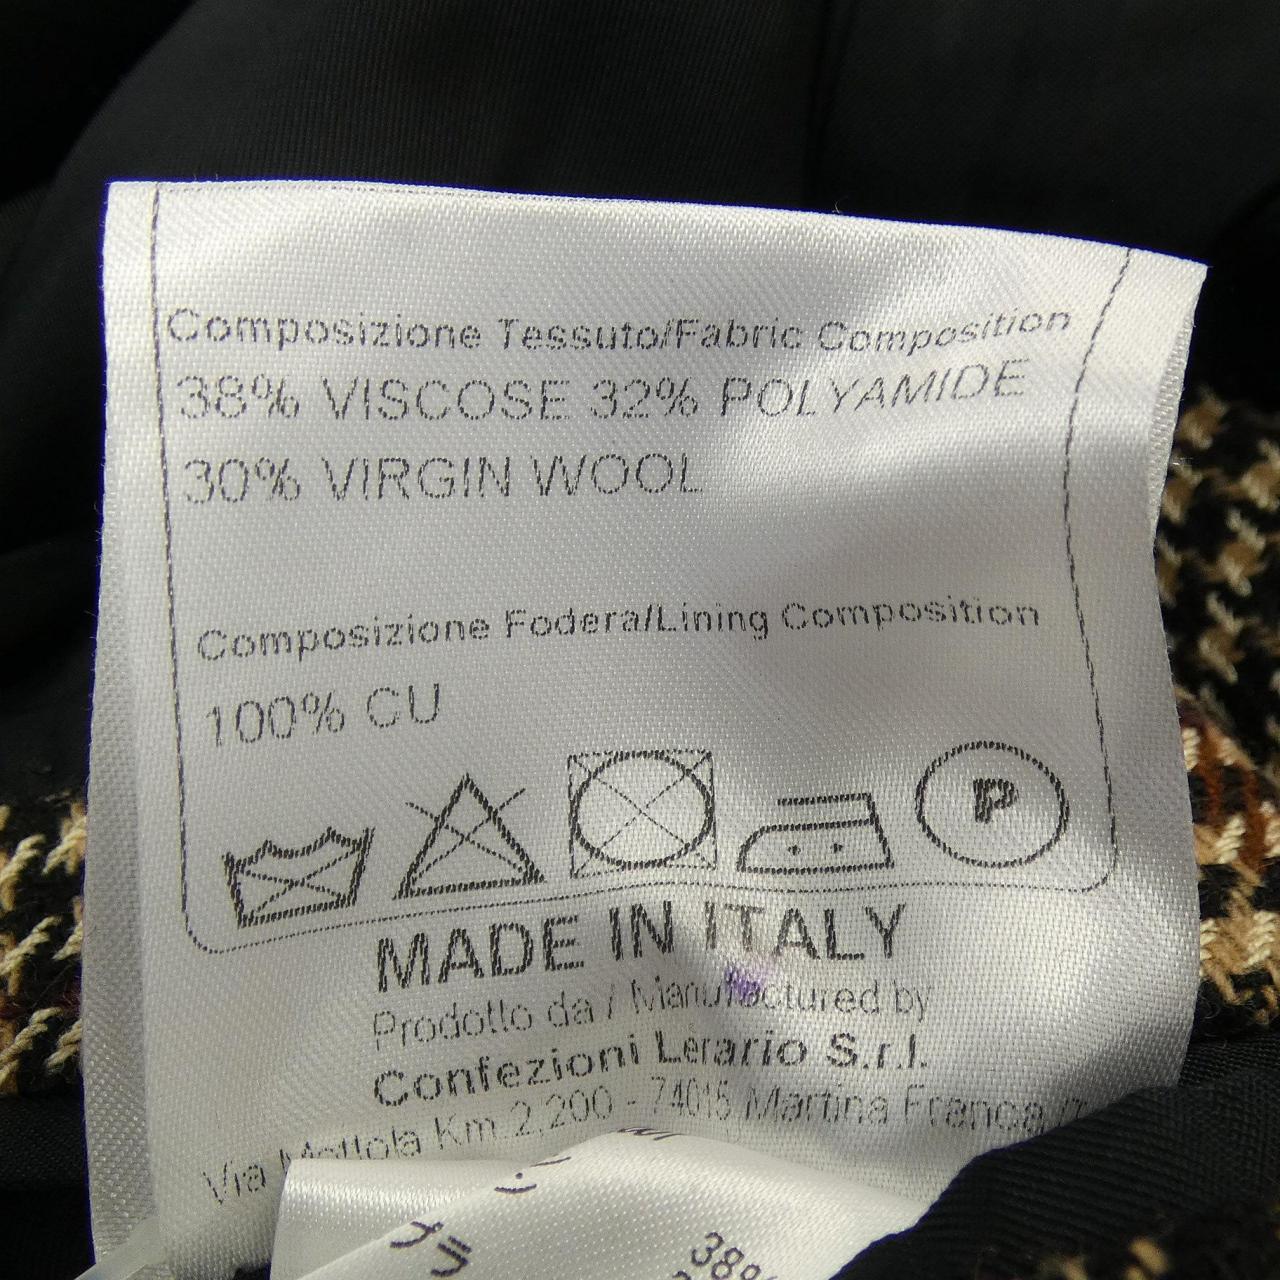 Composizione Tessuto/Fabric Composition
38% VISCOSE 32% POLYAMIDE
30% VIRGIN WOOL
Composizione Fodera/Lining Composition
100% CU
P
MADE IN ITALY
Prodotto da / Manufactured by
Confezioni Lerario S.r.l.
Via Mottola Km.2,200 - 74015 Martina Franca
38%